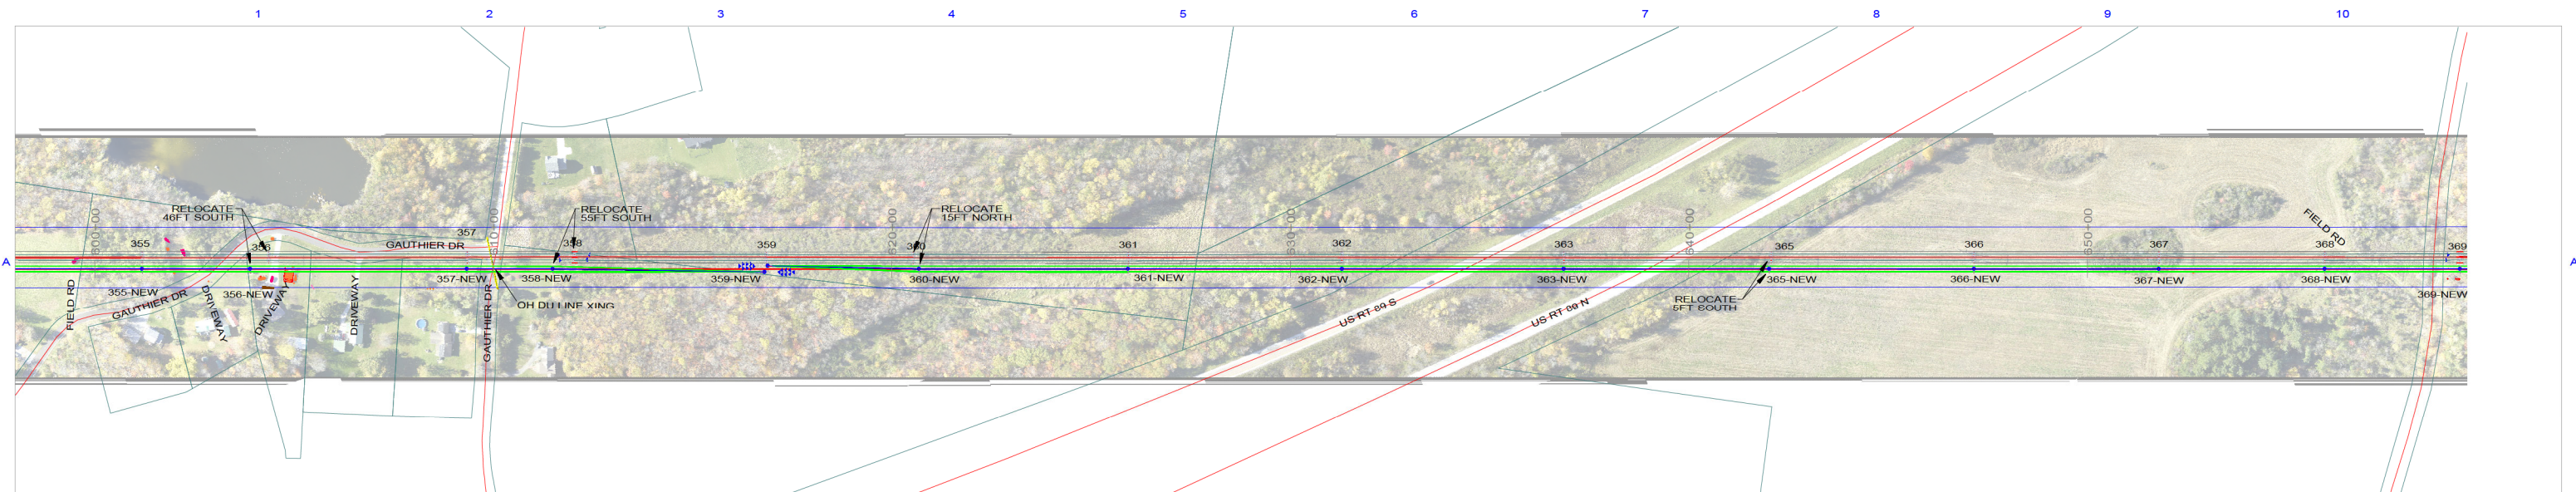 1 2 3 4 5 6 7 8 9 10
A A
RELOCATE
46FT SOUTH
RELOCATE
55FT SOUTH
RELOCATE
15FT NORTH
355 356 357 358 359 360 361 362 363 365 366 367 368 369
GAUTHIER DR
FIELD RD
355-NEW 356-NEW 357-NEW 358-NEW 359-NEW 360-NEW 361-NEW 362-NEW 363-NEW 365-NEW 366-NEW 367-NEW 368-NEW 369-NEW
RELOCATE
5FT SOUTH
OH DU LINE XING
FIELD RD
GAUTHIER DR
DRIVEWAY
DRIVEWAY
DRIVEWAY
GAUTHIER DR
US RT 89 S
US RT 89 N